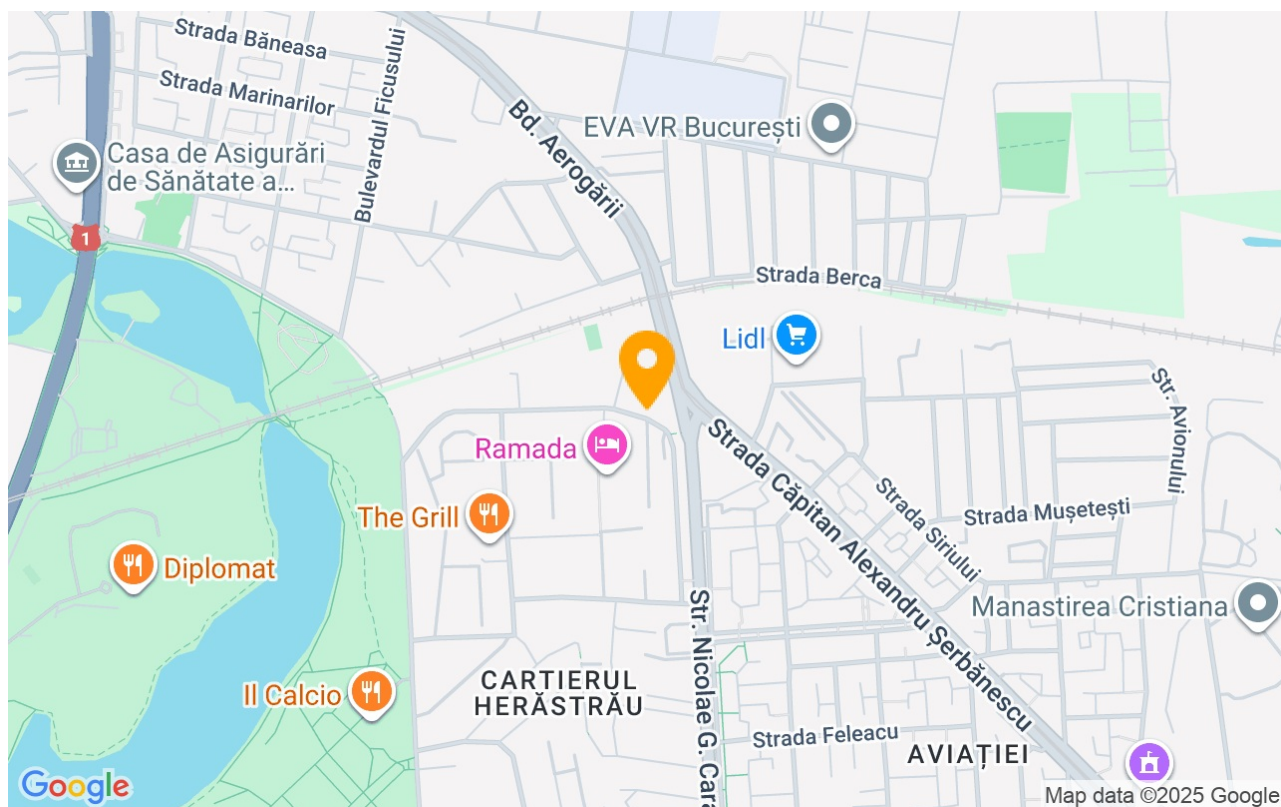 Strada Băneasa
Strada Marinarilor
Bulevardul Ficusului
Bd. Aerogării
EVA VR București
Casa de Asigurări
de Sănătate a...
1
Strada Berca
Lidl
Str. Avionului
Ramada
Strada Căpitan Alexandru Șerbănescu
The Grill
Strada Siriului
Strada Mușetești
Diplomat
Manastirea Cristiana
Str. Nicolae G. Cara
Il Calcio
CARTIERUL
HERĂSTRĂU
Strada Feleacu
AVIAȚIEI
Google
Map data ©2025 Google